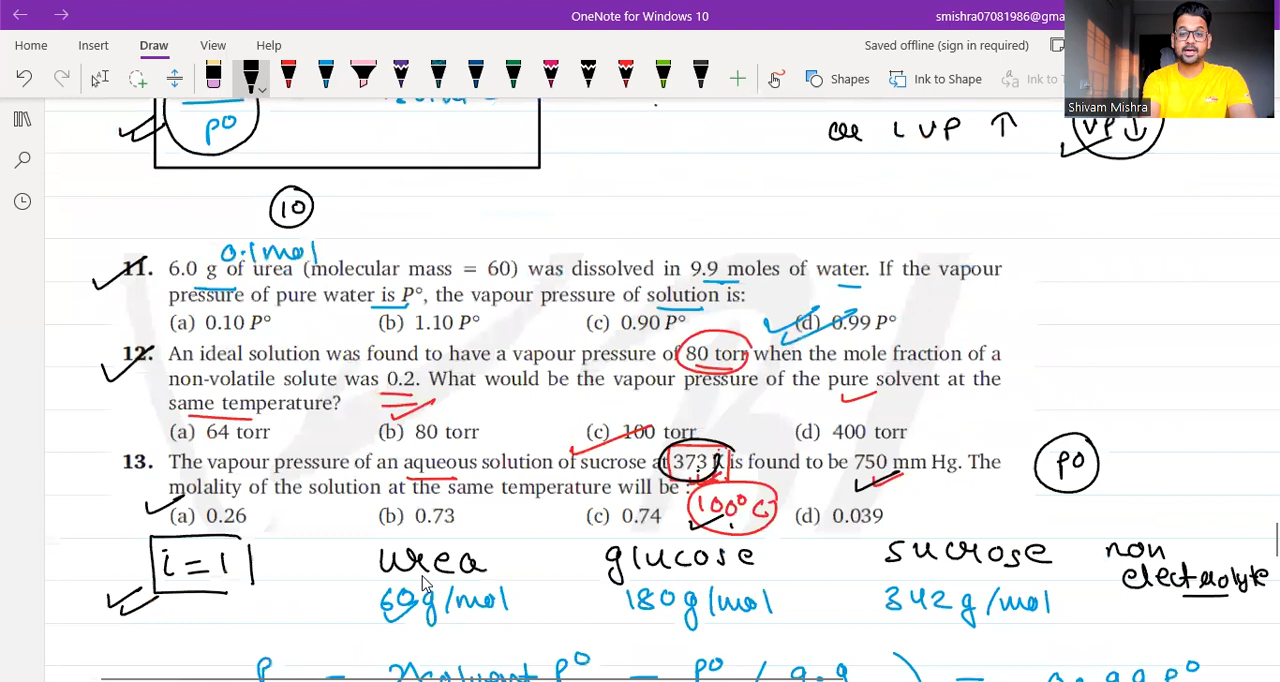 OneNote for Windows 10
smishra07081986@gma
Home Insert Draw View Help
Saved offline (sign in required)
Shapes Ink to Shape Ink to
Shivam Mishra
P°
VP ↑ VP ↓
10
0.1 mol
11. 6.0 g of urea (molecular mass = 60) was dissolved in 9.9 moles of water. If the vapour
pressure of pure water is P°, the vapour pressure of solution is:
(a) 0.10 P° (b) 1.10 P° (c) 0.90 P° (d) 0.99 P°
12. An ideal solution was found to have a vapour pressure of 80 torr when the mole fraction of a
non-volatile solute was 0.2. What would be the vapour pressure of the pure solvent at the
same temperature?
(a) 64 torr (b) 80 torr (c) 100 torr (d) 400 torr
13. The vapour pressure of an aqueous solution of sucrose at 373 K is found to be 750 mm Hg. The
molality of the solution at the same temperature will be :
P°
100°C
(a) 0.26 (b) 0.73 (c) 0.74 (d) 0.039
i = 1 urea glucose sucrose non
electrolyte
60g/mol 180g/mol 342g/mol